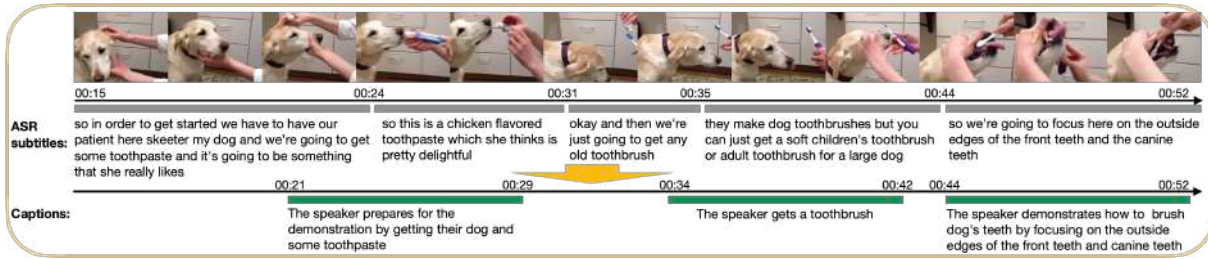 00:15 00:24 00:31 00:35 00:44 00:52
ASR
subtitles:
so in order to get started we have to have our
patient here skeeter my dog and we're going to get
some toothpaste and it's going to be something
that she really likes
so this is a chicken flavored
toothpaste which she thinks is
pretty delightful
okay and then we're
just going to get any
old toothbrush
they make dog toothbrushes but you
can just get a soft children's toothbrush
or adult toothbrush for a large dog
so we're going to focus here on the outside
edges of the front teeth and the canine
teeth
00:21 00:29 00:34 00:42 00:44 00:52
Captions:
The speaker prepares for the
demonstration by getting their dog and
some toothpaste
The speaker gets a toothbrush
The speaker demonstrates how to brush
dog's teeth by focusing on the outside
edges of the front teeth and canine teeth